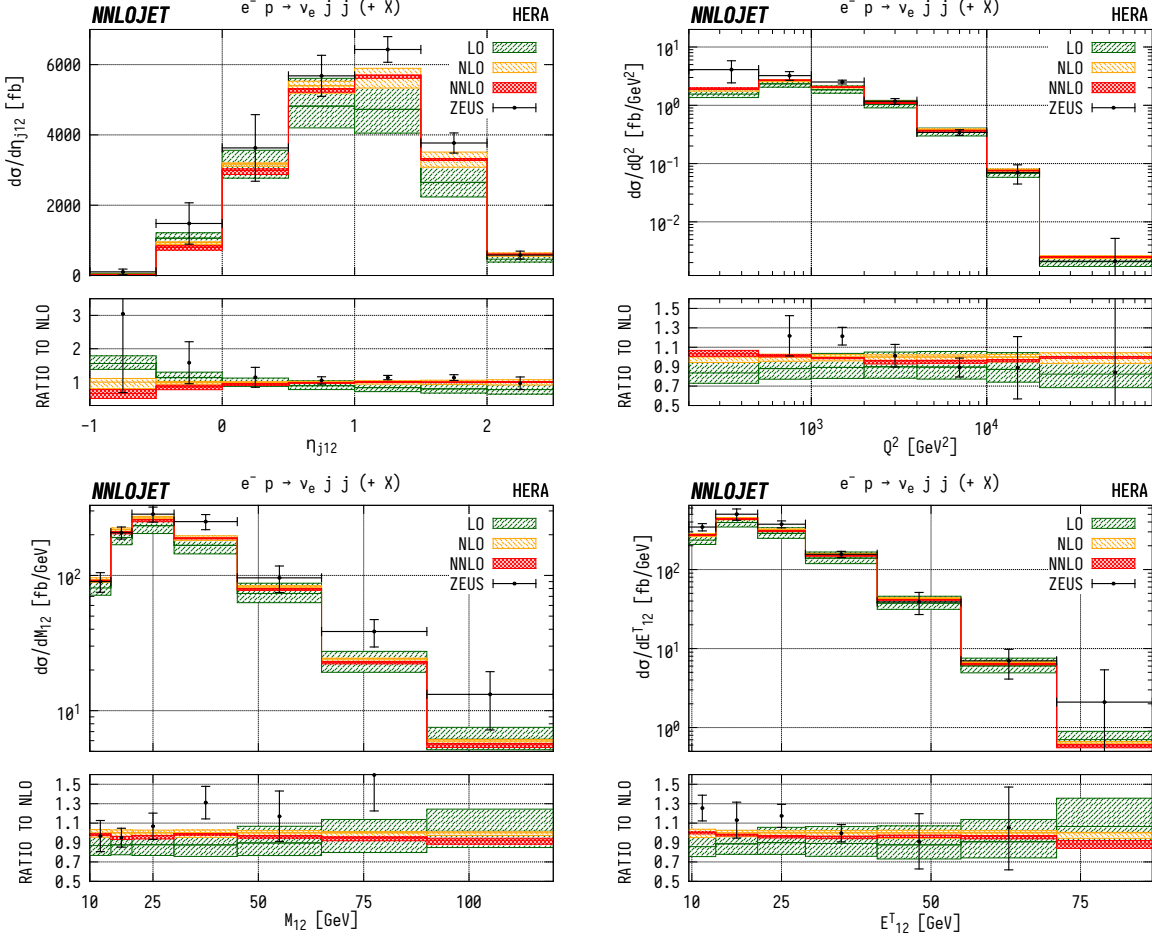 NNLOJET e⁻ p → νₑ j j (+ X) HERA
LO
NLO
NNLO
ZEUS
dσ/dη_j12 [fb]
6000
4000
2000
0
RATIO TO NLO
3
2
1
0
-1 0 1 2
η_j12
NNLOJET e⁻ p → νₑ j j (+ X) HERA
LO
NLO
NNLO
ZEUS
dσ/dQ² [fb/GeV²]
10¹
10⁰
10⁻¹
10⁻²
RATIO TO NLO
1.5
1.3
1.1
0.9
0.7
0.5
10³ 10⁴
Q² [GeV²]
NNLOJET e⁻ p → νₑ j j (+ X) HERA
LO
NLO
NNLO
ZEUS
dσ/dM₁₂ [fb/GeV]
10²
10¹
RATIO TO NLO
1.5
1.3
1.1
0.9
0.7
0.5
10 25 50 75 100
M₁₂ [GeV]
NNLOJET e⁻ p → νₑ j j (+ X) HERA
LO
NLO
NNLO
ZEUS
dσ/dEᵀ₁₂ [fb/GeV]
10²
10¹
10⁰
RATIO TO NLO
1.5
1.3
1.1
0.9
0.7
0.5
10 25 50 75
Eᵀ₁₂ [GeV]